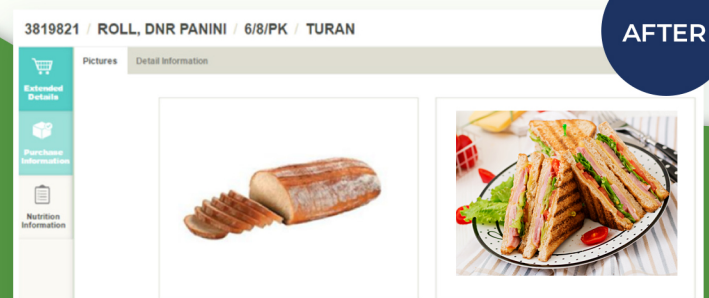 3819821 / ROLL, DNR PANINI / 6/8/PK / TURAN
AFTER
Pictures
Detail Information
Extended
Details
Purchase
Information
Nutrition
Information